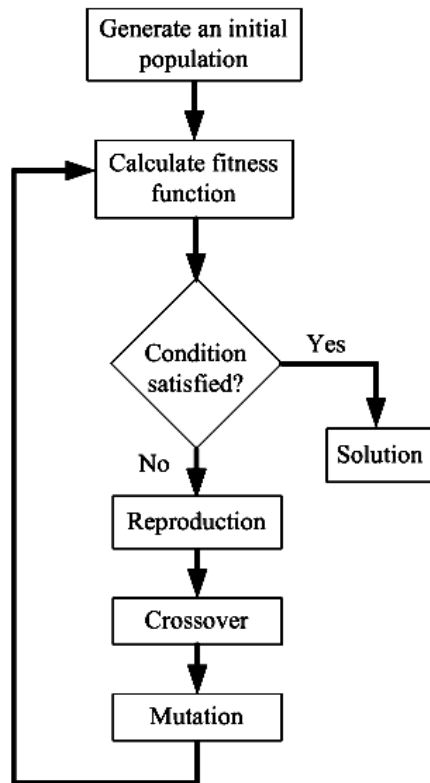 Generate an initial
population
Calculate fitness
function
Condition
satisfied?
Yes
Solution
No
Reproduction
Crossover
Mutation